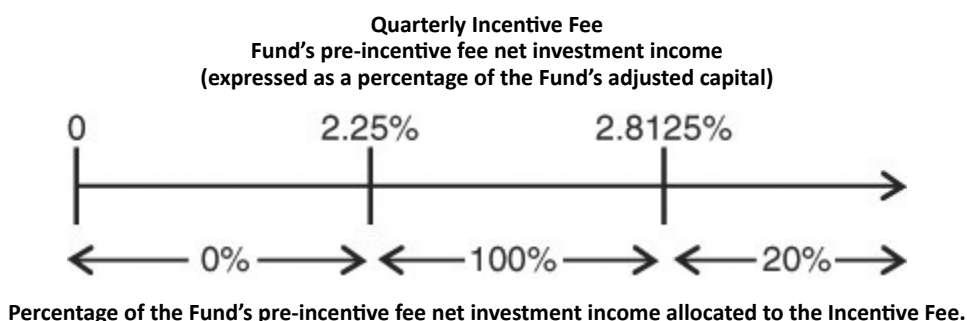 Quarterly Incentive Fee
Fund's pre-incentive fee net investment income
(expressed as a percentage of the Fund's adjusted capital)
0 2.25% 2.8125%
0% 100% 20%
Percentage of the Fund's pre-incentive fee net investment income allocated to the Incentive Fee.